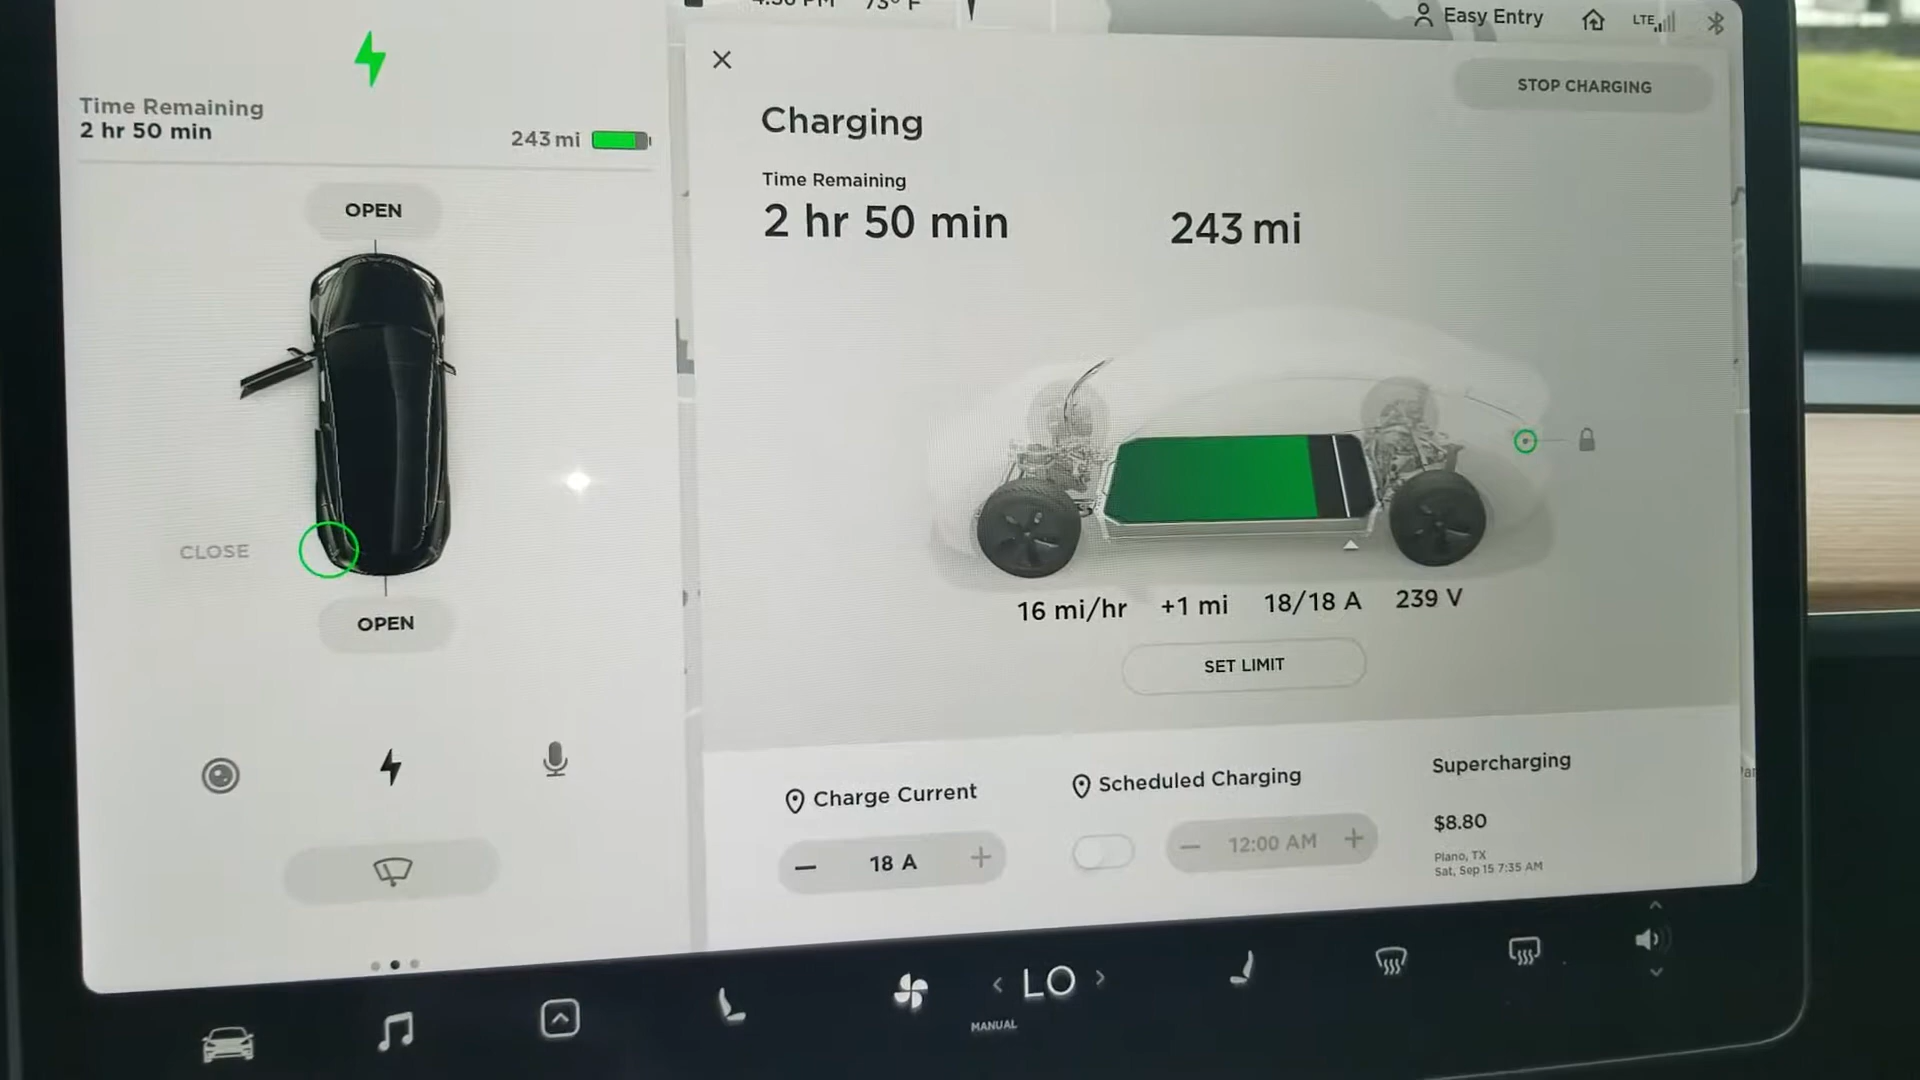 Easy Entry
LTE
Time Remaining
2 hr 50 min
243 mi
OPEN
CLOSE
OPEN
STOP CHARGING
Charging
Time Remaining
2 hr 50 min
243 mi
16 mi/hr +1 mi 18/18 A 239 V
SET LIMIT
Charge Current
18 A
Scheduled Charging
12:00 AM
Supercharging
$8.80
Plano, TX
Sat, Sep 15 7:35 AM
LO
MANUAL